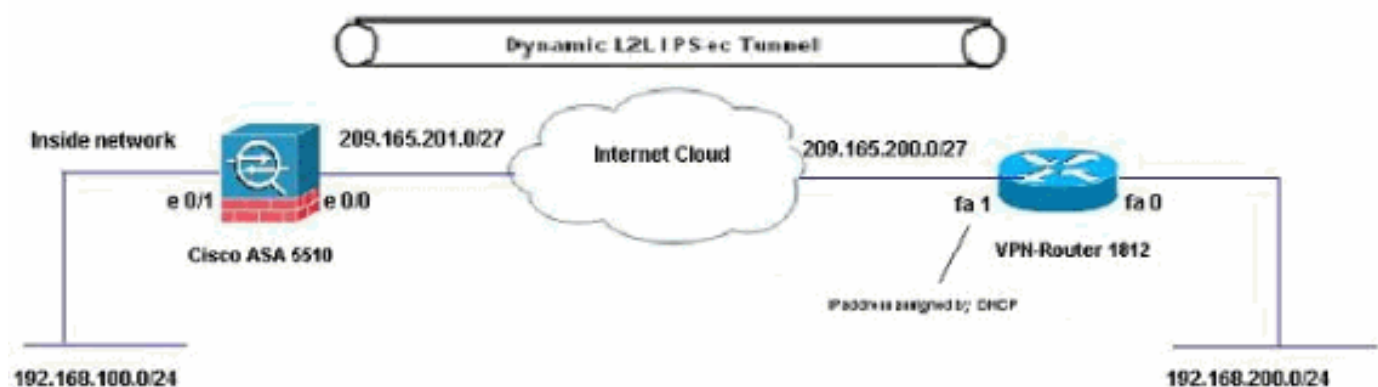 Dynamic L2L IPSec Tunnel
Inside network
209.165.201.0/27
Internet Cloud
209.165.200.0/27
e 0/1
e 0/0
fa 1
fa 0
Cisco ASA 5510
VPN-Router 1812
IP address assigned by DHCP
192.168.100.0/24
192.168.200.0/24